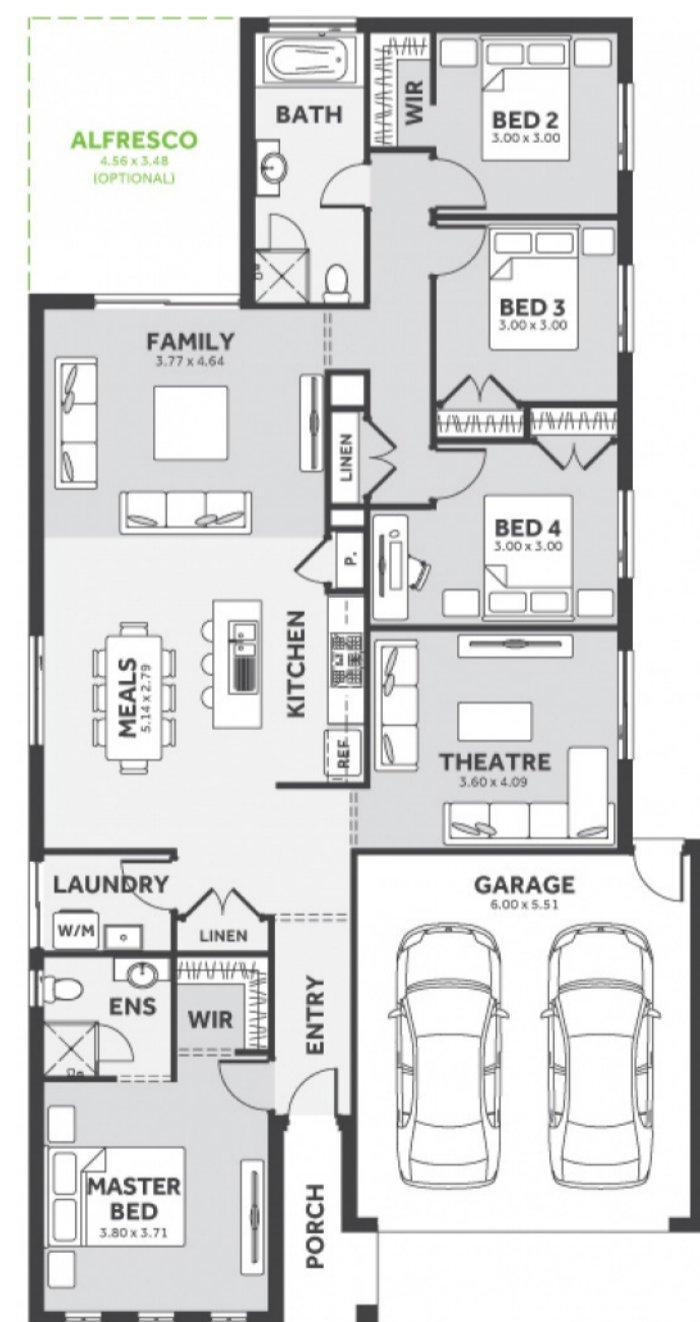 BATH
WIR
BED 2
3.00 x 3.00
ALFRESCO
4.56 x 3.48
(OPTIONAL)
BED 3
3.00 x 3.00
FAMILY
3.77 x 4.64
LINEN
BED 4
3.00 x 3.00
P.
KITCHEN
MEALS
5.14 x 2.79
REF.
THEATRE
3.60 x 4.09
LAUNDRY
W/M
LINEN
GARAGE
6.00 x 5.51
ENS
WIR
ENTRY
MASTER
BED
3.80 x 3.71
PORCH